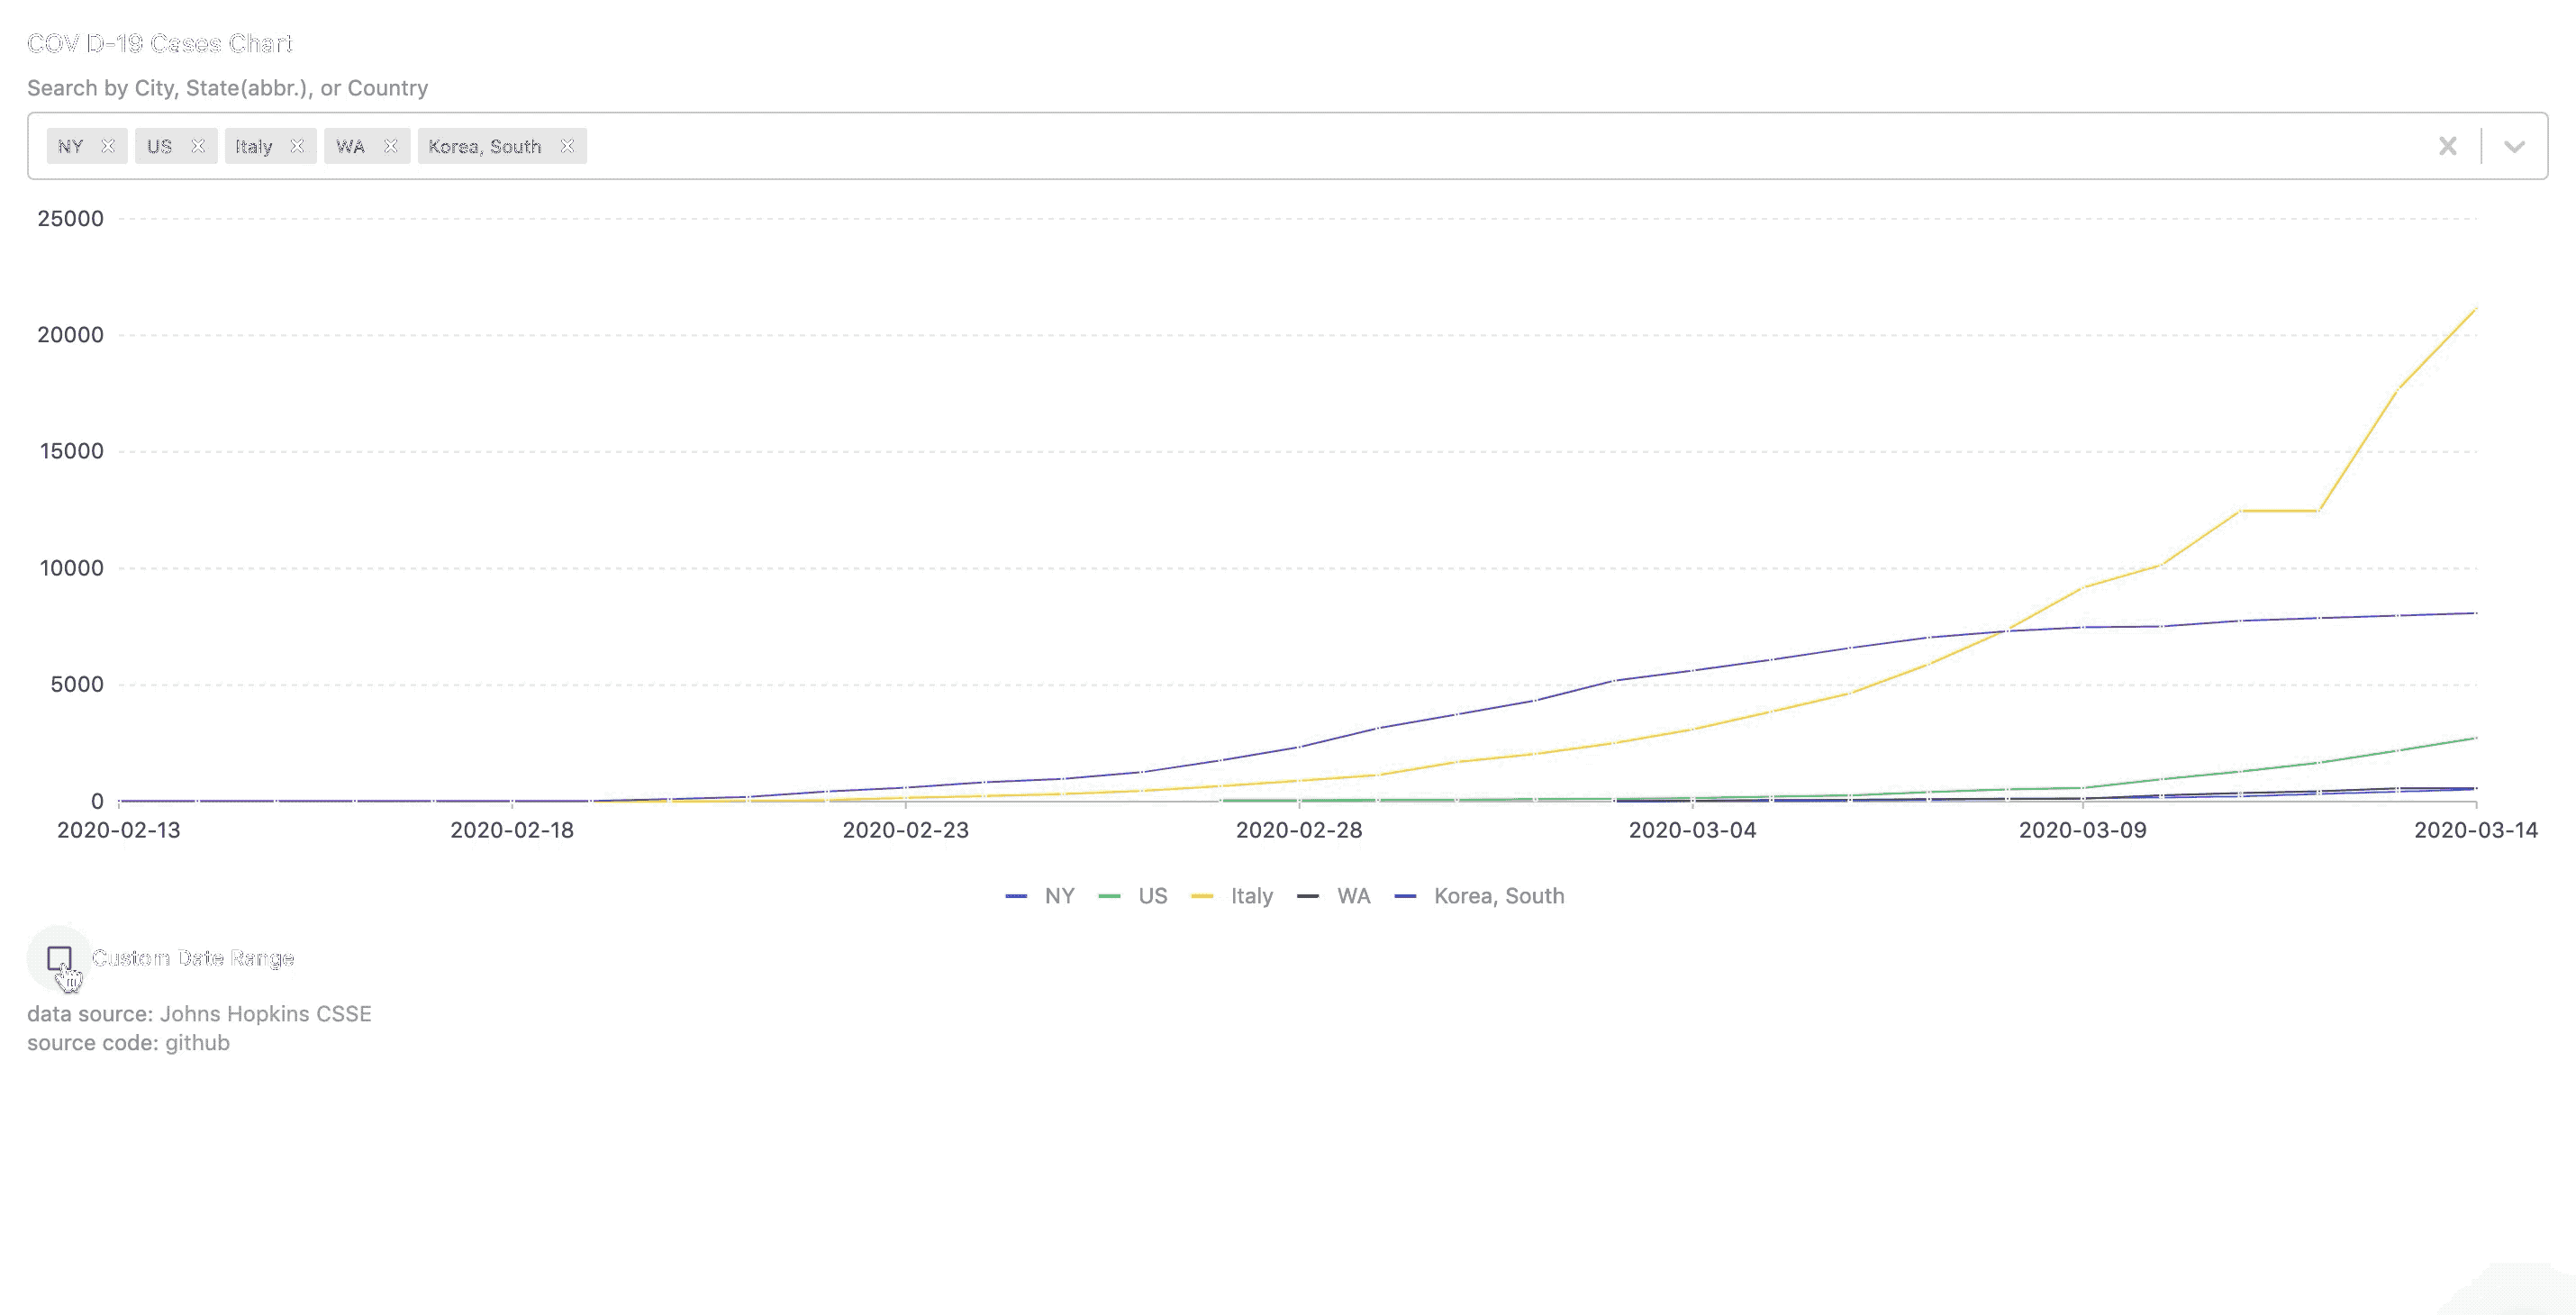 COVID-19 Cases Chart
Search by City, State(abbr.), or Country
NY US Italy WA Korea, South
25000
20000
15000
10000
5000
0
2020-02-13 2020-02-18 2020-02-23 2020-02-28 2020-03-04 2020-03-09 2020-03-14
NY US Italy WA Korea, South
Custom Date Range
data source: Johns Hopkins CSSE
source code: github